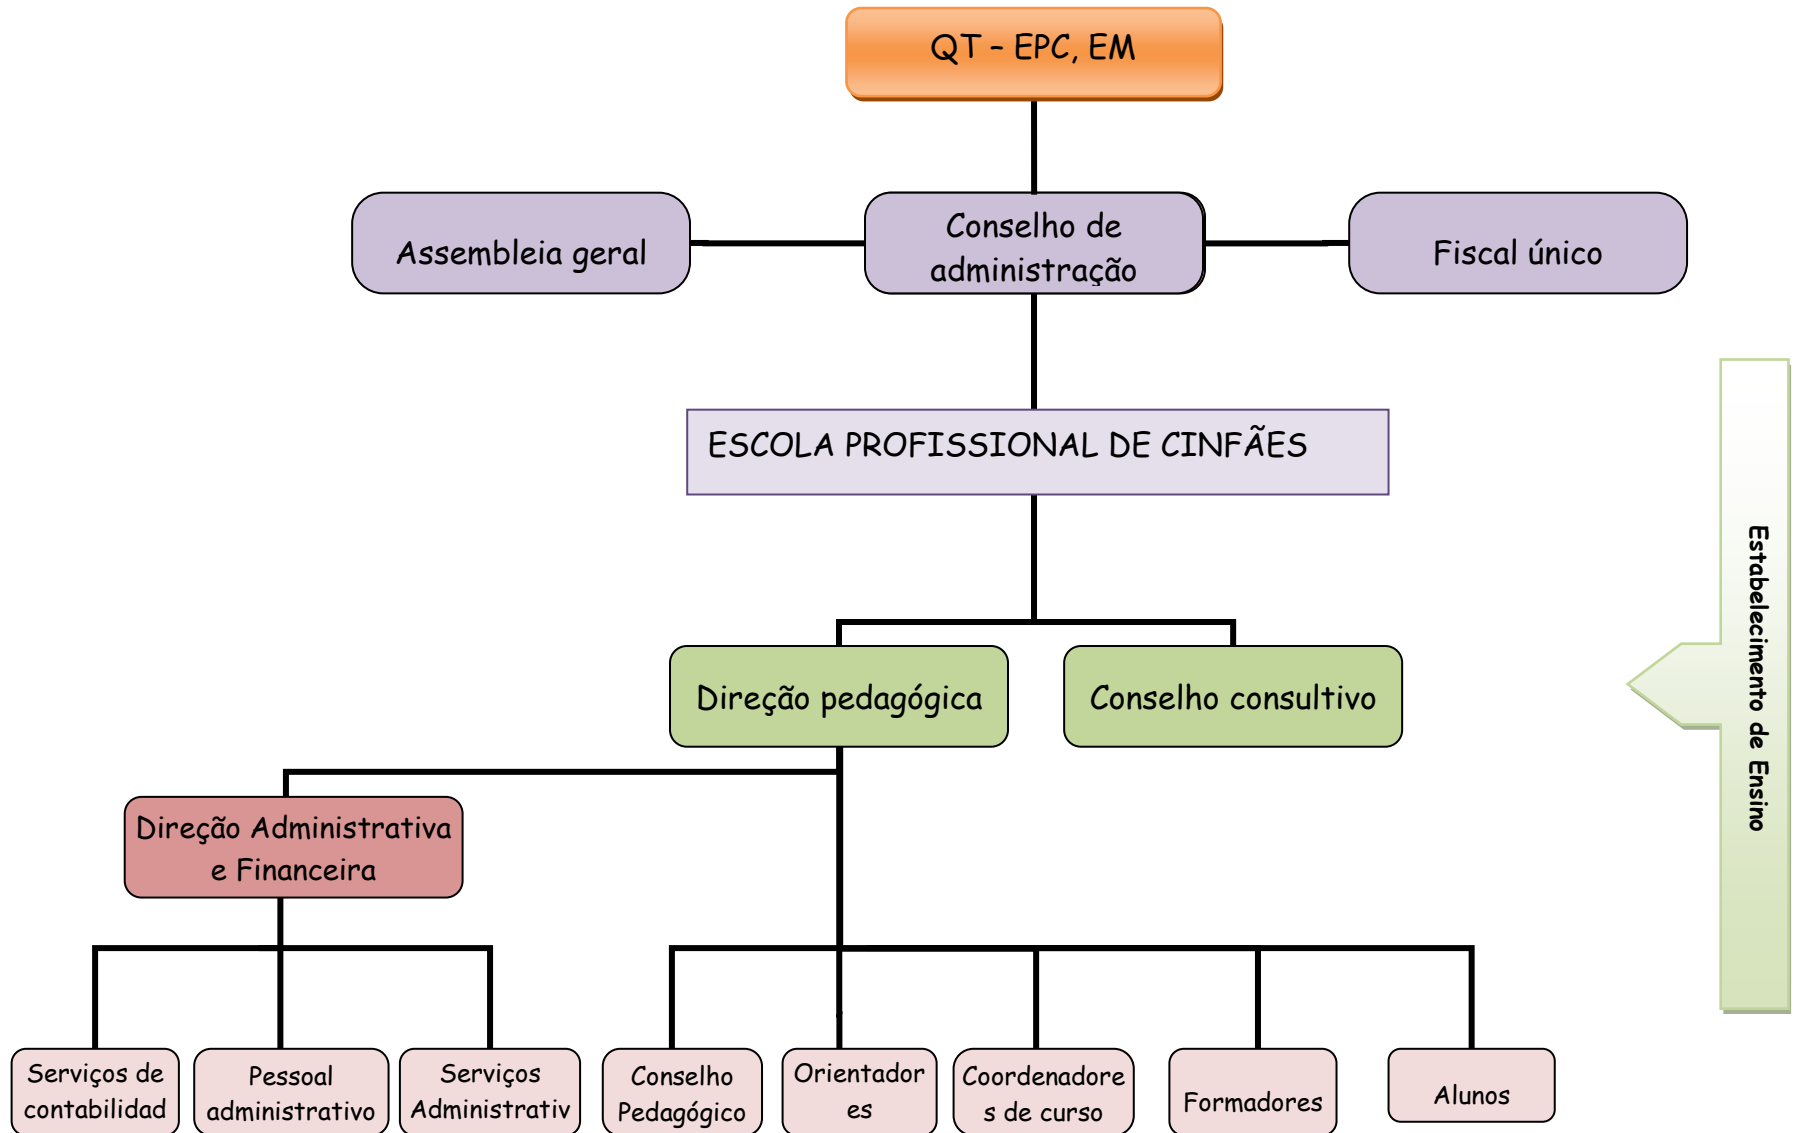 QT – EPC, EM
Assembleia geral
Conselho de
administração
Fiscal único
ESCOLA PROFISSIONAL DE CINFÃES
Estabelecimento de Ensino
Direção pedagógica
Conselho consultivo
Direção Administrativa
e Financeira
Serviços de
contabilidad
Pessoal
administrativo
Serviços
Administrativ
Conselho
Pedagógico
Orientador
es
Coordenadore
s de curso
Formadores
Alunos